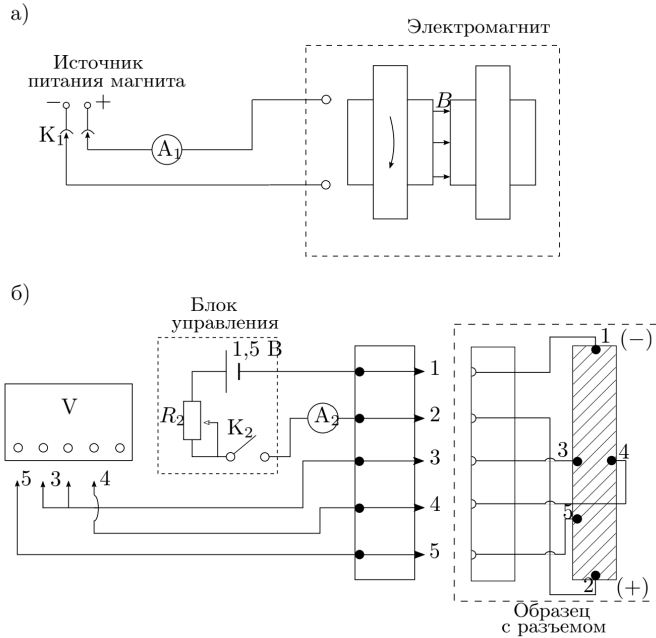 а)
Электромагнит
Источник
питания магнита
− +
K₁
A₁
B
б)
Блок
управления
1,5 В
R₂
K₂
A₂
V
5 3 4
1
2
3
4
5
1 (−)
3
4
5
2 (+)
Образец
с разъемом